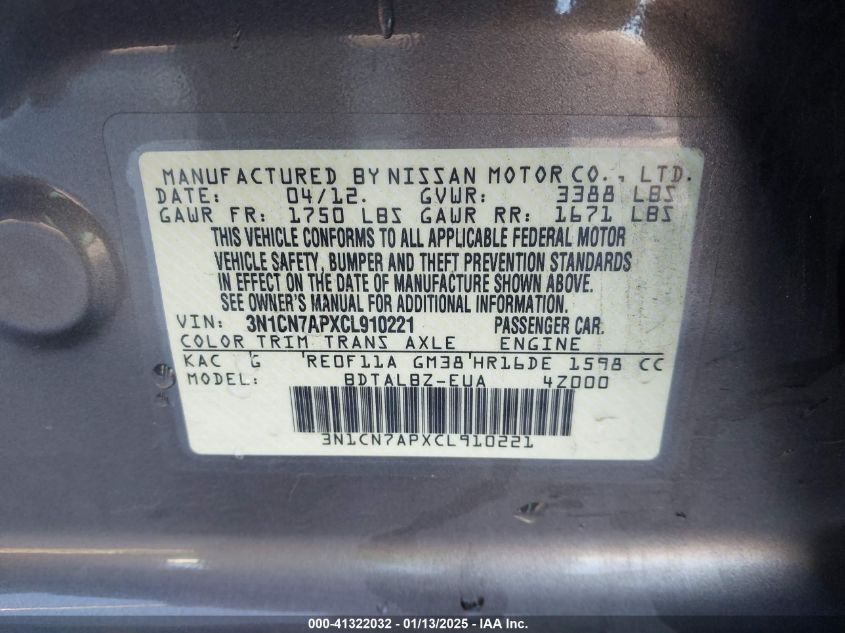 MANUFACTURED BY NISSAN MOTOR CO., LTD.
DATE: 04/12. GVWR: 3388 LBS
GAWR FR: 1750 LBS GAWR RR: 1671 LBS
THIS VEHICLE CONFORMS TO ALL APPLICABLE FEDERAL MOTOR
VEHICLE SAFETY, BUMPER AND THEFT PREVENTION STANDARDS
IN EFFECT ON THE DATE OF MANUFACTURE SHOWN ABOVE.
SEE OWNER'S MANUAL FOR ADDITIONAL INFORMATION.
VIN: 3N1CN7APXCL910221 PASSENGER CAR.
COLOR TRIM TRANS AXLE ENGINE
KAC G RE0F11A GM38 HR16DE 1598 CC
MODEL: BDTALBZ-EUA 4Z000
3N1CN7APXCL910221
000-41322032 - 01/13/2025 - IAA Inc.